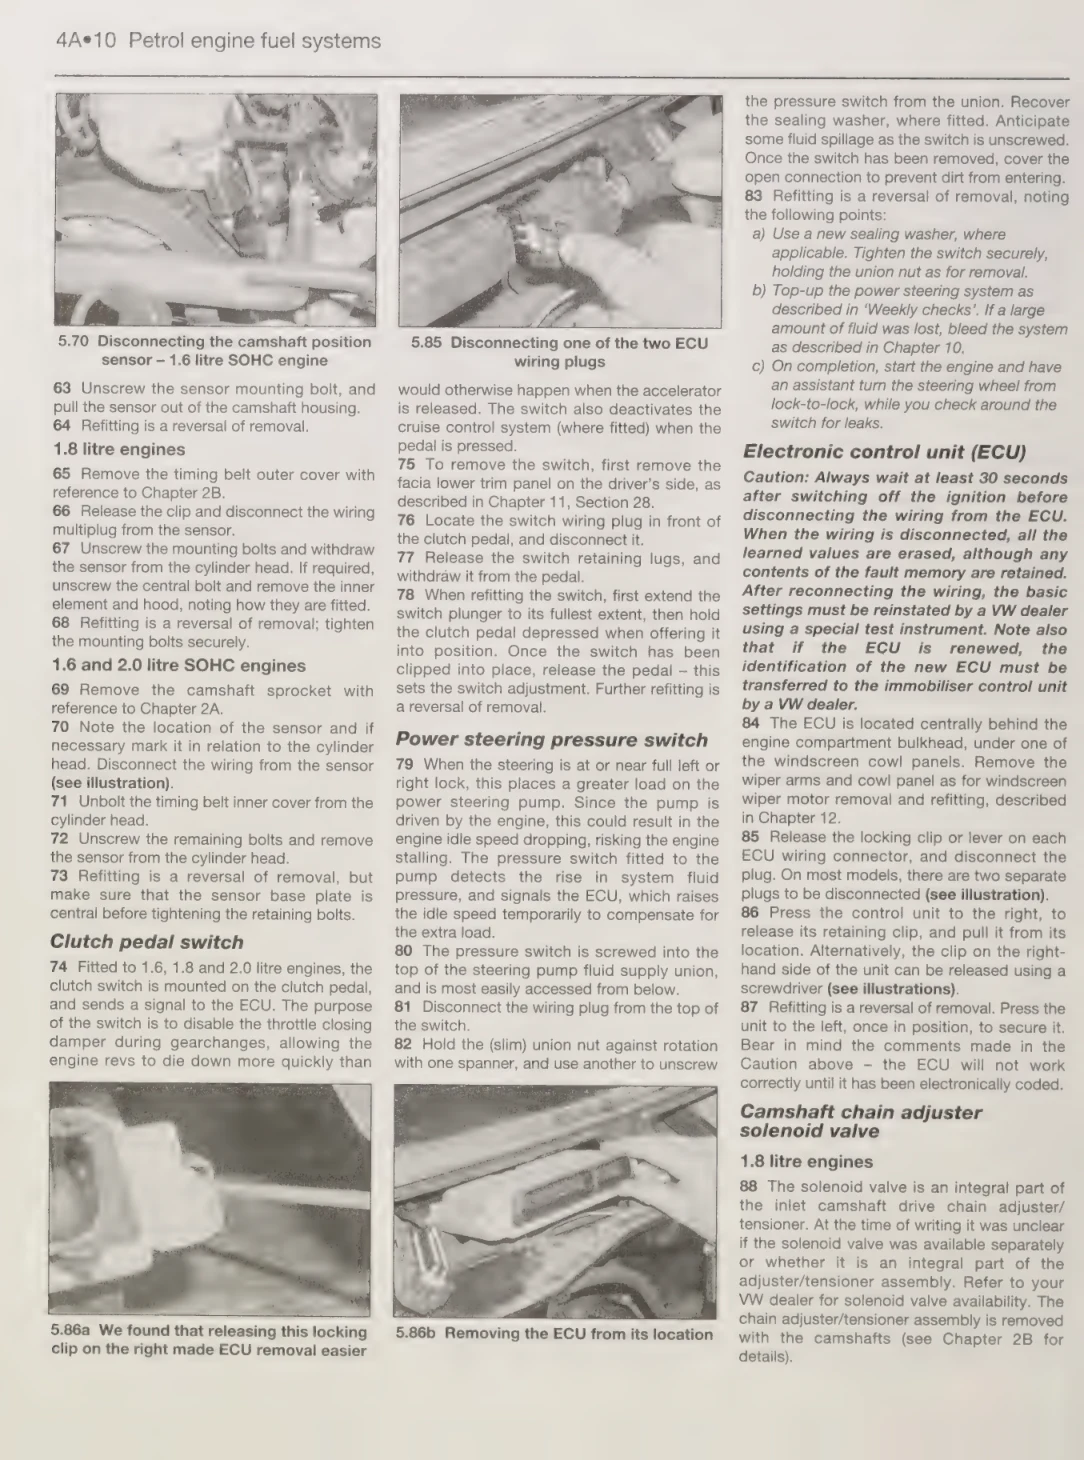 4A•10 Petrol engine fuel systems
5.70 Disconnecting the camshaft position
sensor – 1.6 litre SOHC engine
63 Unscrew the sensor mounting bolt, and
pull the sensor out of the camshaft housing.
64 Refitting is a reversal of removal.
1.8 litre engines
65 Remove the timing belt outer cover with
reference to Chapter 2B.
66 Release the clip and disconnect the wiring
multiplug from the sensor.
67 Unscrew the mounting bolts and withdraw
the sensor from the cylinder head. If required,
unscrew the central bolt and remove the inner
element and hood, noting how they are fitted.
68 Refitting is a reversal of removal; tighten
the mounting bolts securely.
1.6 and 2.0 litre SOHC engines
69 Remove the camshaft sprocket with
reference to Chapter 2A.
70 Note the location of the sensor and if
necessary mark it in relation to the cylinder
head. Disconnect the wiring from the sensor
(see illustration).
71 Unbolt the timing belt inner cover from the
cylinder head.
72 Unscrew the remaining bolts and remove
the sensor from the cylinder head.
73 Refitting is a reversal of removal, but
make sure that the sensor base plate is
central before tightening the retaining bolts.
Clutch pedal switch
74 Fitted to 1.6, 1.8 and 2.0 litre engines, the
clutch switch is mounted on the clutch pedal,
and sends a signal to the ECU. The purpose
of the switch is to disable the throttle closing
damper during gearchanges, allowing the
engine revs to die down more quickly than
5.86a We found that releasing this locking
clip on the right made ECU removal easier
5.85 Disconnecting one of the two ECU
wiring plugs
would otherwise happen when the accelerator
is released. The switch also deactivates the
cruise control system (where fitted) when the
pedal is pressed.
75 To remove the switch, first remove the
facia lower trim panel on the driver's side, as
described in Chapter 11, Section 28.
76 Locate the switch wiring plug in front of
the clutch pedal, and disconnect it.
77 Release the switch retaining lugs, and
withdraw it from the pedal.
78 When refitting the switch, first extend the
switch plunger to its fullest extent, then hold
the clutch pedal depressed when offering it
into position. Once the switch has been
clipped into place, release the pedal – this
sets the switch adjustment. Further refitting is
a reversal of removal.
Power steering pressure switch
79 When the steering is at or near full left or
right lock, this places a greater load on the
power steering pump. Since the pump is
driven by the engine, this could result in the
engine idle speed dropping, risking the engine
stalling. The pressure switch fitted to the
pump detects the rise in system fluid
pressure, and signals the ECU, which raises
the idle speed temporarily to compensate for
the extra load.
80 The pressure switch is screwed into the
top of the steering pump fluid supply union,
and is most easily accessed from below.
81 Disconnect the wiring plug from the top of
the switch.
82 Hold the (slim) union nut against rotation
with one spanner, and use another to unscrew
5.86b Removing the ECU from its location
the pressure switch from the union. Recover
the sealing washer, where fitted. Anticipate
some fluid spillage as the switch is unscrewed.
Once the switch has been removed, cover the
open connection to prevent dirt from entering.
83 Refitting is a reversal of removal, noting
the following points:
a) Use a new sealing washer, where
applicable. Tighten the switch securely,
holding the union nut as for removal.
b) Top-up the power steering system as
described in 'Weekly checks'. If a large
amount of fluid was lost, bleed the system
as described in Chapter 10.
c) On completion, start the engine and have
an assistant turn the steering wheel from
lock-to-lock, while you check around the
switch for leaks.
Electronic control unit (ECU)
Caution: Always wait at least 30 seconds
after switching off the ignition before
disconnecting the wiring from the ECU.
When the wiring is disconnected, all the
learned values are erased, although any
contents of the fault memory are retained.
After reconnecting the wiring, the basic
settings must be reinstated by a VW dealer
using a special test instrument. Note also
that if the ECU is renewed, the
identification of the new ECU must be
transferred to the immobiliser control unit
by a VW dealer.
84 The ECU is located centrally behind the
engine compartment bulkhead, under one of
the windscreen cowl panels. Remove the
wiper arms and cowl panel as for windscreen
wiper motor removal and refitting, described
in Chapter 12.
85 Release the locking clip or lever on each
ECU wiring connector, and disconnect the
plug. On most models, there are two separate
plugs to be disconnected (see illustration).
86 Press the control unit to the right, to
release its retaining clip, and pull it from its
location. Alternatively, the clip on the right-
hand side of the unit can be released using a
screwdriver (see illustrations).
87 Refitting is a reversal of removal. Press the
unit to the left, once in position, to secure it.
Bear in mind the comments made in the
Caution above – the ECU will not work
correctly until it has been electronically coded.
Camshaft chain adjuster
solenoid valve
1.8 litre engines
88 The solenoid valve is an integral part of
the inlet camshaft drive chain adjuster/
tensioner. At the time of writing it was unclear
if the solenoid valve was available separately
or whether it is an integral part of the
adjuster/tensioner assembly. Refer to your
VW dealer for solenoid valve availability. The
chain adjuster/tensioner assembly is removed
with the camshafts (see Chapter 2B for
details).